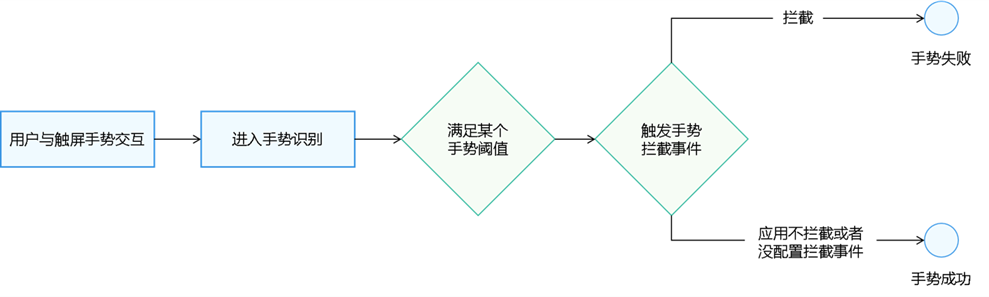 用户与触屏手势交互
进入手势识别
满足某个
手势阈值
触发手势
拦截事件
拦截
手势失败
应用不拦截或者
没配置拦截事件
手势成功